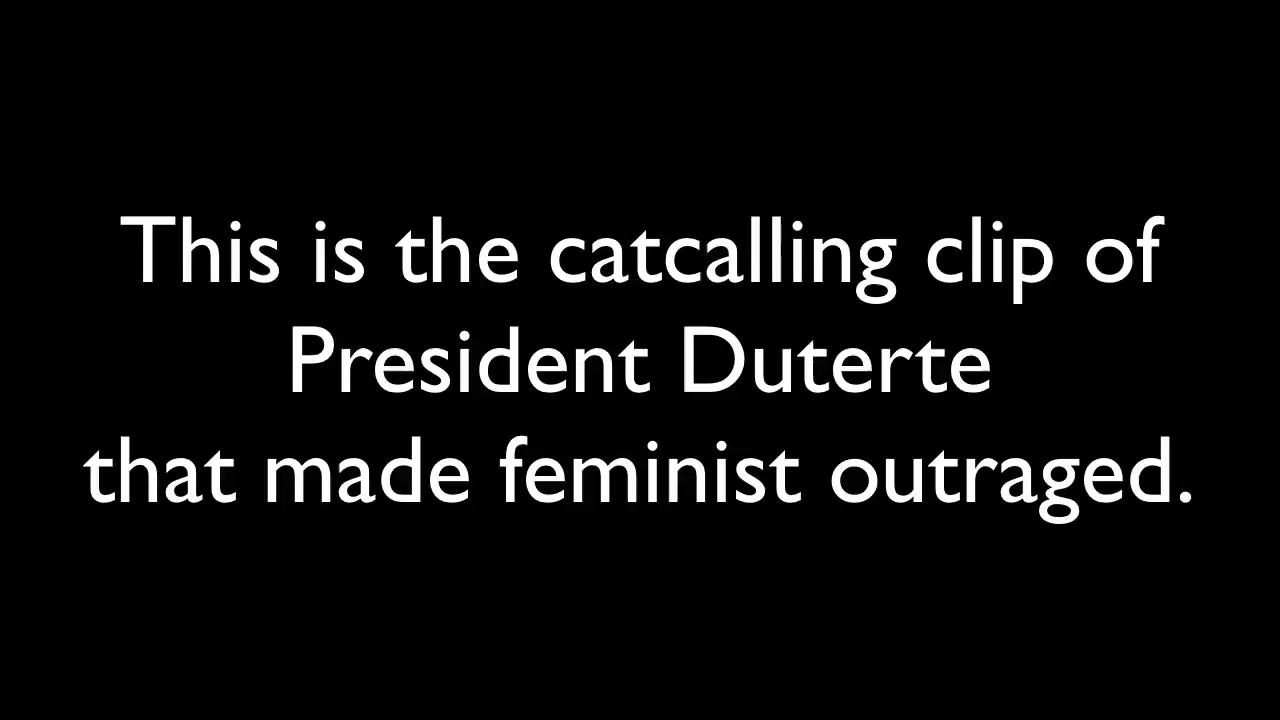 This is the catcalling clip of
President Duterte
that made feminist outraged.